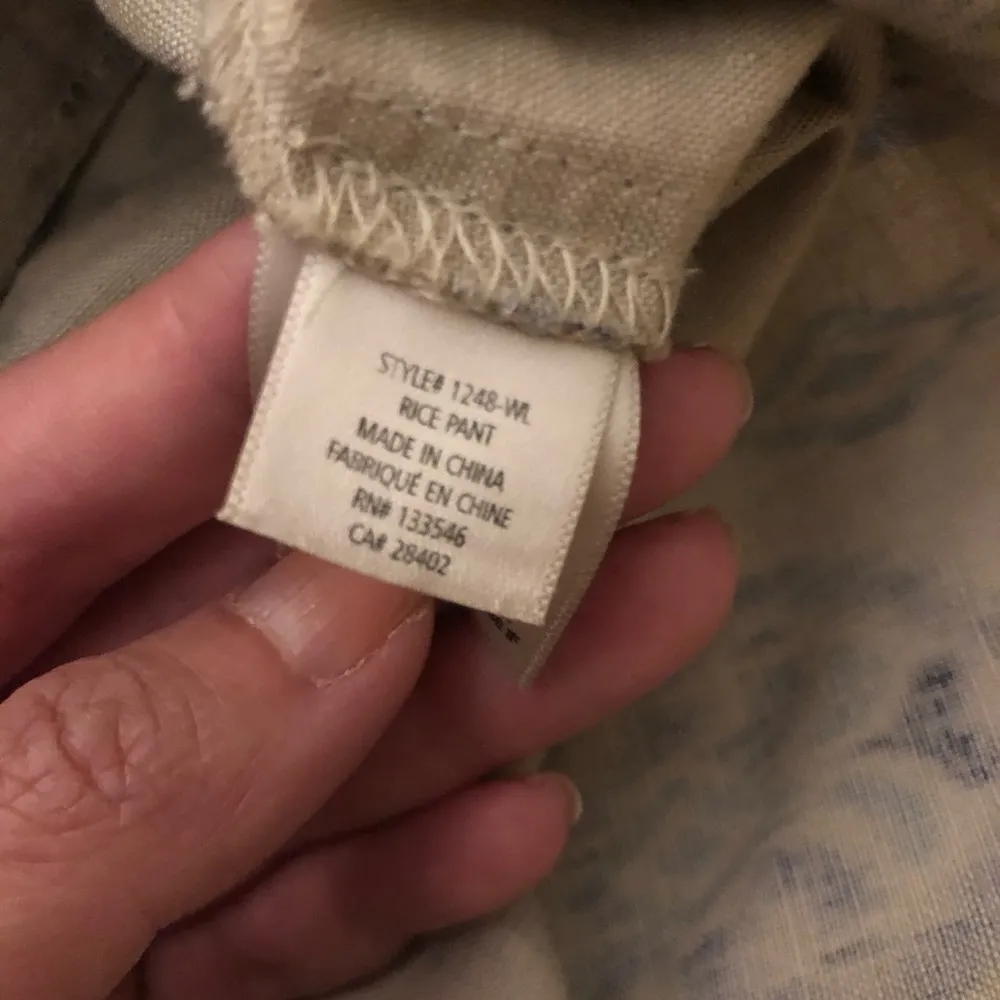 STYLE# 1248-WL
RICE PANT
MADE IN CHINA
FABRIQUÉ EN CHINE
RN# 133546
CA# 28402